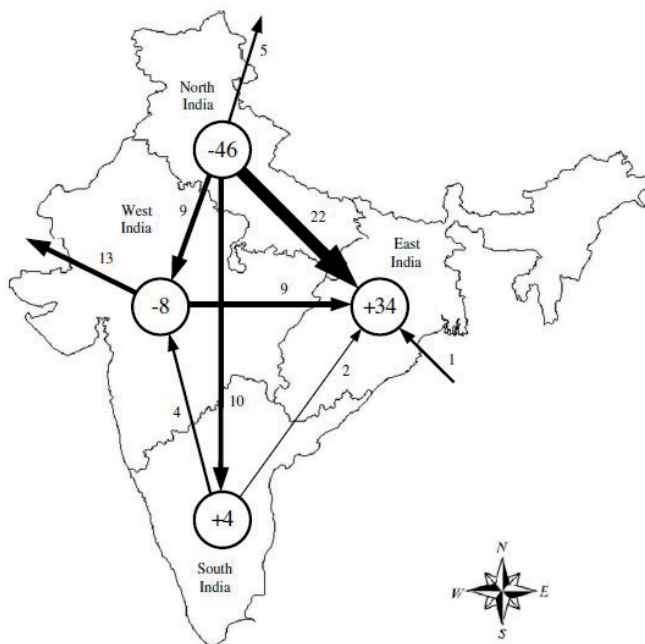 5
North
India
-46
9
22
West
India
East
India
13
9
-8
+34
1
2
4
10
+4
South
India
N
W
E
S